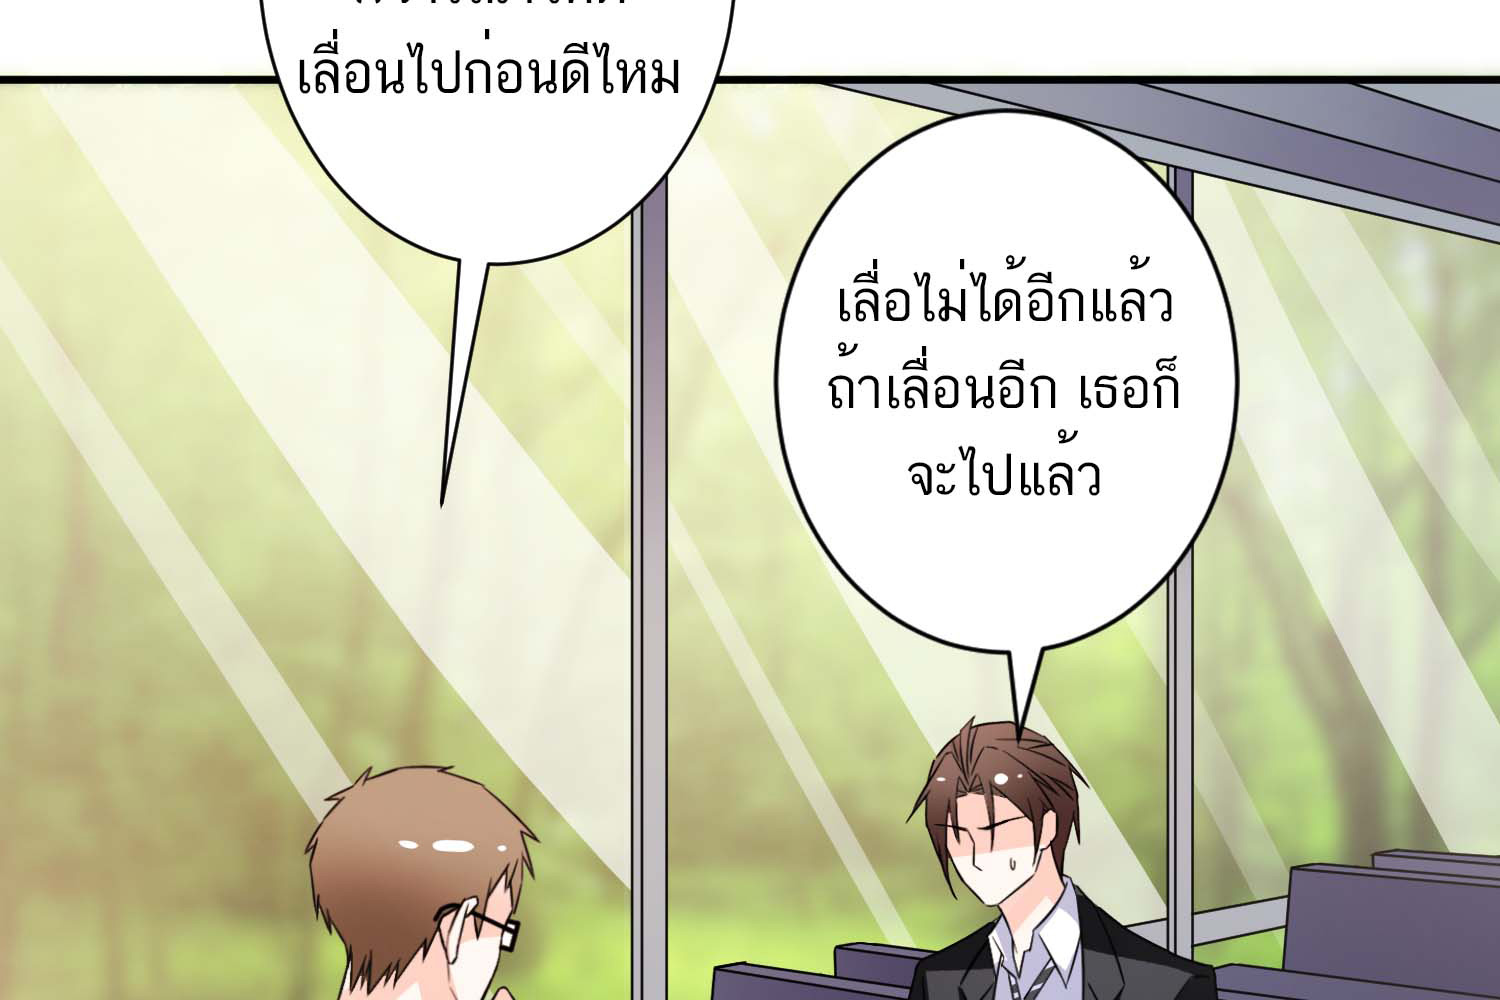 เลื่อนไปก่อนดีไหม
เลื่อไม่ได้อีกแล้ว
ถ้าเลื่อนอีก เธอก็
จะไปแล้ว